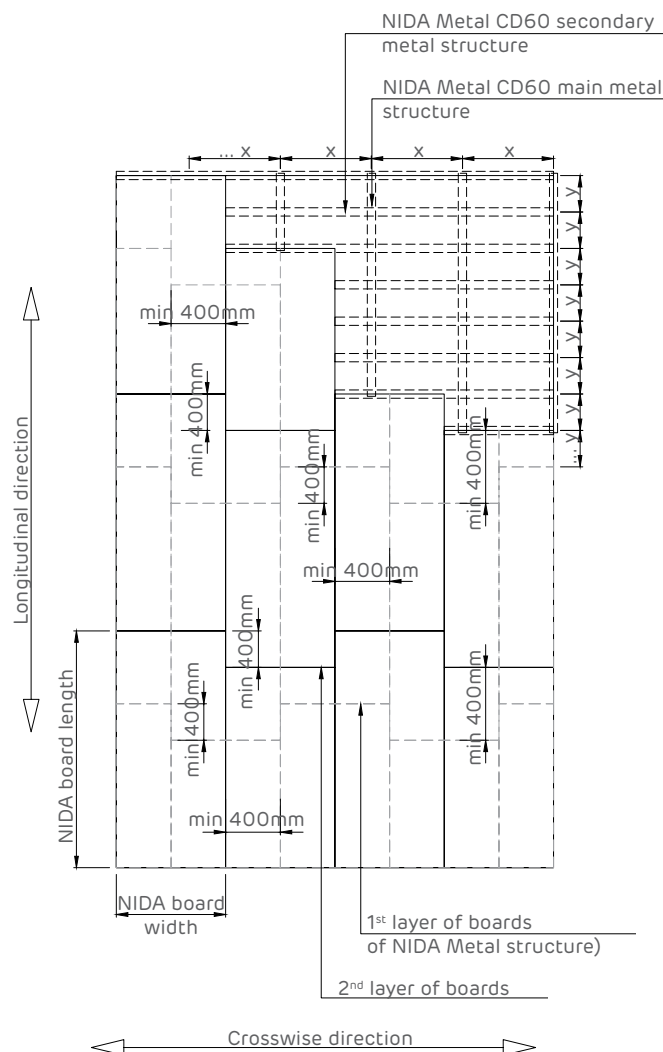 NIDA Metal CD60 secondary
metal structure
NIDA Metal CD60 main metal
structure
... x
x
x
x
y
y
y
y
y
y
y
... y
min 400mm
min 400mm
min 400mm
min 400mm
min 400mm
min 400mm
min 400mm
min 400mm
min 400mm
Longitudinal direction
NIDA board length
NIDA board
width
1st layer of boards
of NIDA Metal structure)
2nd layer of boards
Crosswise direction